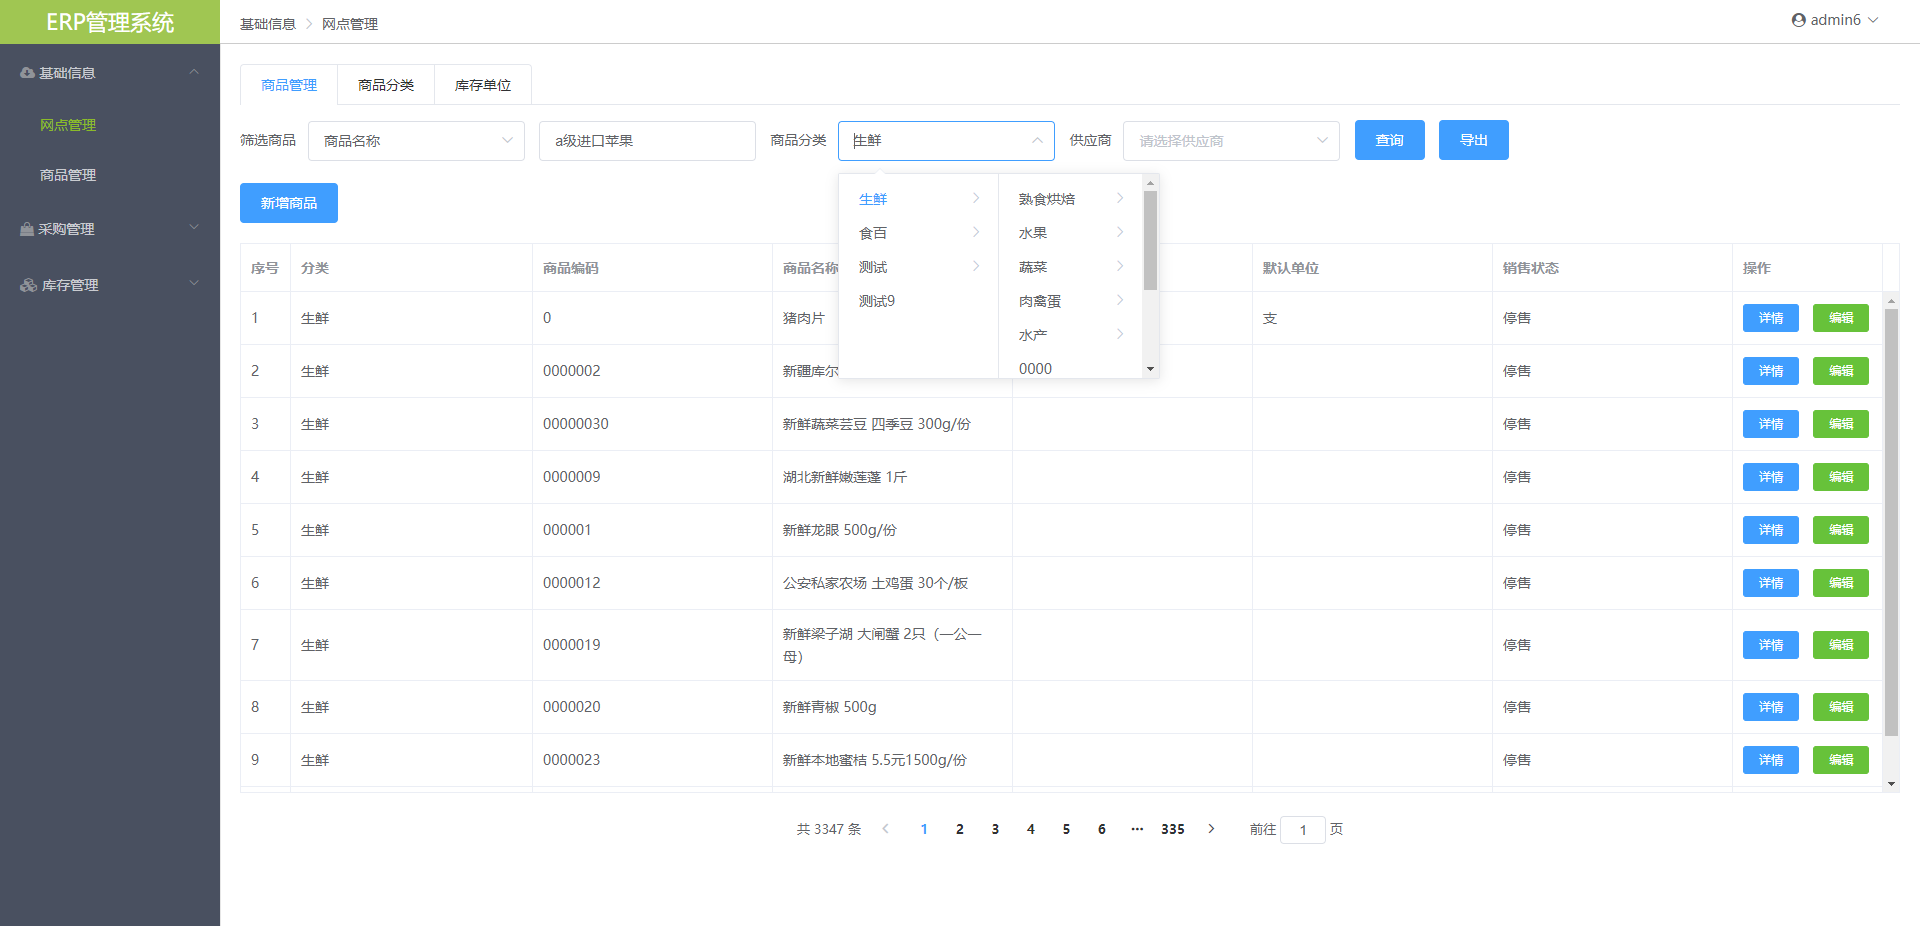 ERP管理系统
基础信息 网点管理
admin6
基础信息
网点管理
商品管理
采购管理
库存管理
商品管理 商品分类 库存单位
筛选商品 商品名称 a级进口苹果 商品分类 生鲜 供应商 请选择供应商 查询 导出
新增商品
生鲜
食百
测试
测试9
熟食烘焙
水果
蔬菜
肉禽蛋
水产
0000
序号 分类 商品编码 商品名称 默认单位 销售状态 操作
1 生鲜 0 猪肉片 支 停售 详情 编辑
2 生鲜 0000002 新疆库尔 停售 详情 编辑
3 生鲜 00000030 新鲜蔬菜芸豆 四季豆 300g/份 停售 详情 编辑
4 生鲜 0000009 湖北新鲜嫩莲蓬 1斤 停售 详情 编辑
5 生鲜 000001 新鲜龙眼 500g/份 停售 详情 编辑
6 生鲜 0000012 公安私家农场 土鸡蛋 30个/板 停售 详情 编辑
7 生鲜 0000019 新鲜梁子湖 大闸蟹 2只（一公一
母） 停售 详情 编辑
8 生鲜 0000020 新鲜青椒 500g 停售 详情 编辑
9 生鲜 0000023 新鲜本地蜜桔 5.5元1500g/份 停售 详情 编辑
共 3347 条 1 2 3 4 5 6 ··· 335 前往 1 页